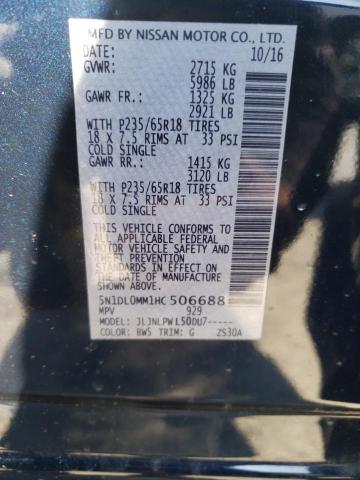 MFD BY NISSAN MOTOR CO., LTD.
DATE: 10/16
GVWR: 2715 KG
5986 LB
GAWR FR.: 1325 KG
2921 LB
WITH P235/65R18 TIRES
18 X 7.5 RIMS AT 33 PSI
COLD SINGLE
GAWR RR.: 1415 KG
3120 LB
WITH P235/65R18 TIRES
18 X 7.5 RIMS AT 33 PSI
COLD SINGLE
THIS VEHICLE CONFORMS TO ALL
APPLICABLE FEDERAL MOTOR
VEHICLE SAFETY AND
THEFT PREVENTION
STANDARDS IN EFFECT ON
THE DATE OF MANUFACTURE
SHOWN ABOVE
5N1DL0MM1HC506688
MPV 929
MODEL: JLJNLPWL50DU7-----
COLOR: BW5 TRIM: G ZS30A